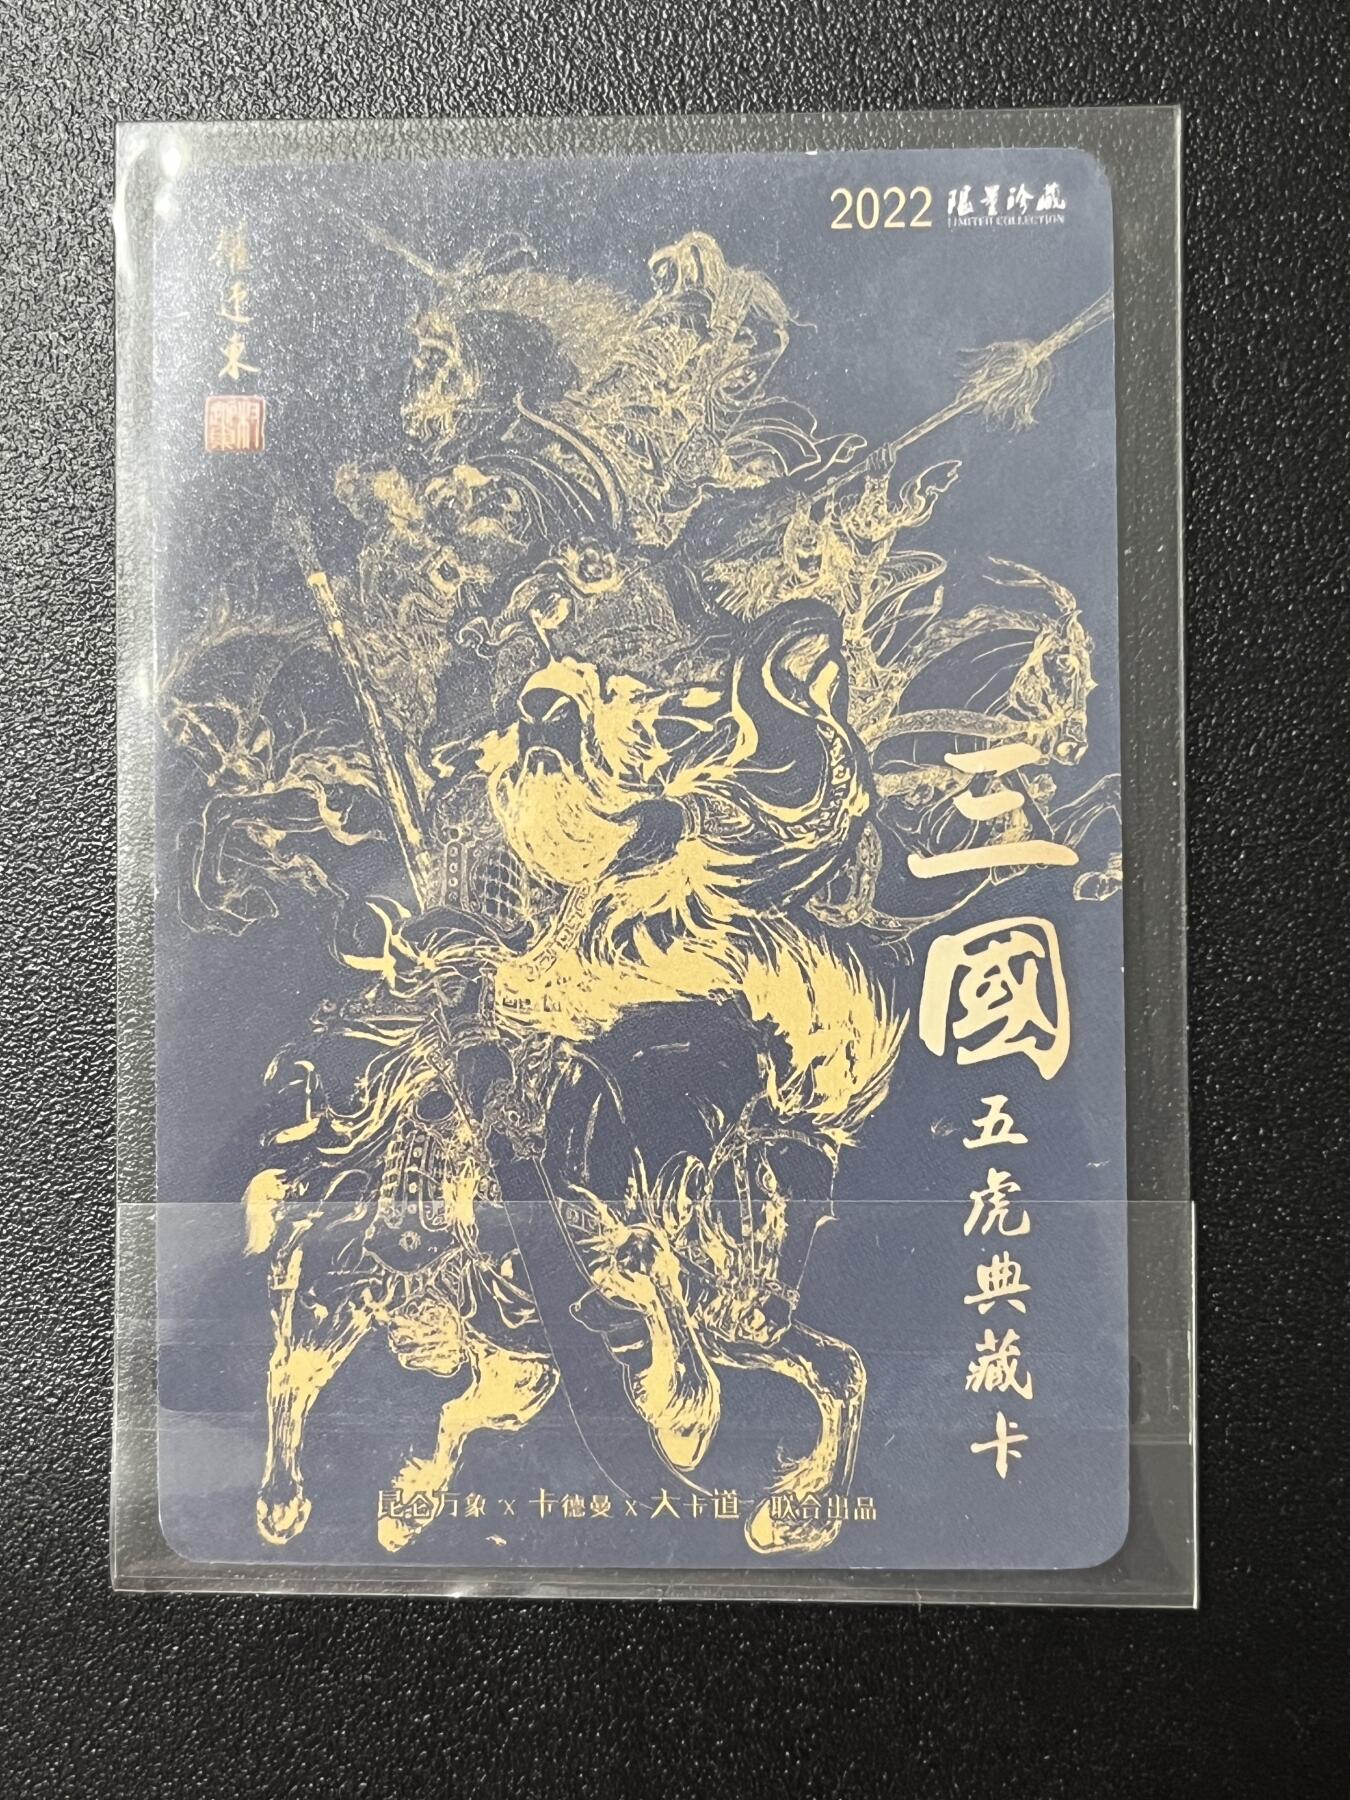 2022 限量珍藏
LIMITED COLLECTION
三國
五虎典藏卡
昆仑万象 x 卡德曼 x 大卡道 联合出品